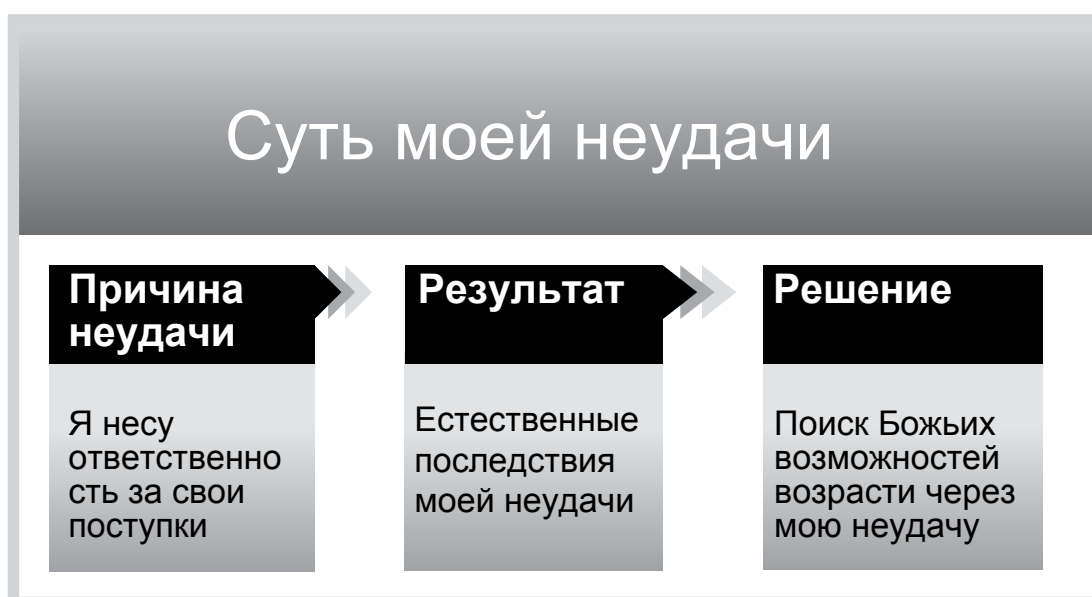 Суть моей неудачи
Причина
неудачи
Я несу
ответственно
сть за свои
поступки
Результат
Естественные
последствия
моей неудачи
Решение
Поиск Божьих
возможностей
возрасти через
мою неудачу